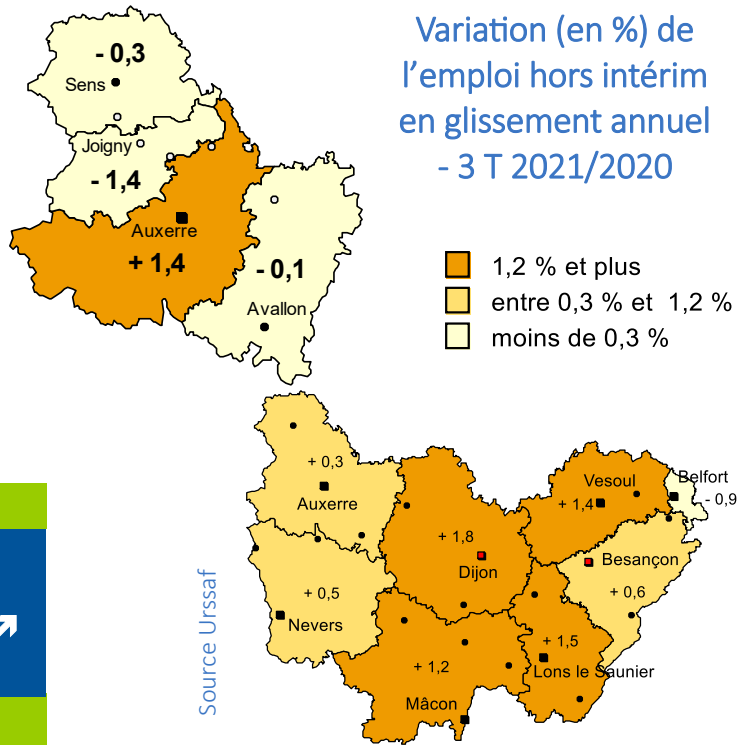 Variation (en %) de
l'emploi hors intérim
en glissement annuel
- 3 T 2021/2020
- 0,3
Sens
Joigny
- 1,4
Auxerre
+ 1,4
- 0,1
Avallon
1,2 % et plus
entre 0,3 % et 1,2 %
moins de 0,3 %
+ 0,3
Auxerre
+ 1,8
Dijon
Vesoul
+ 1,4
Belfort
- 0,9
Besançon
+ 0,6
+ 0,5
Nevers
+ 1,2
Mâcon
+ 1,5
Lons le Saunier
Source Urssaf